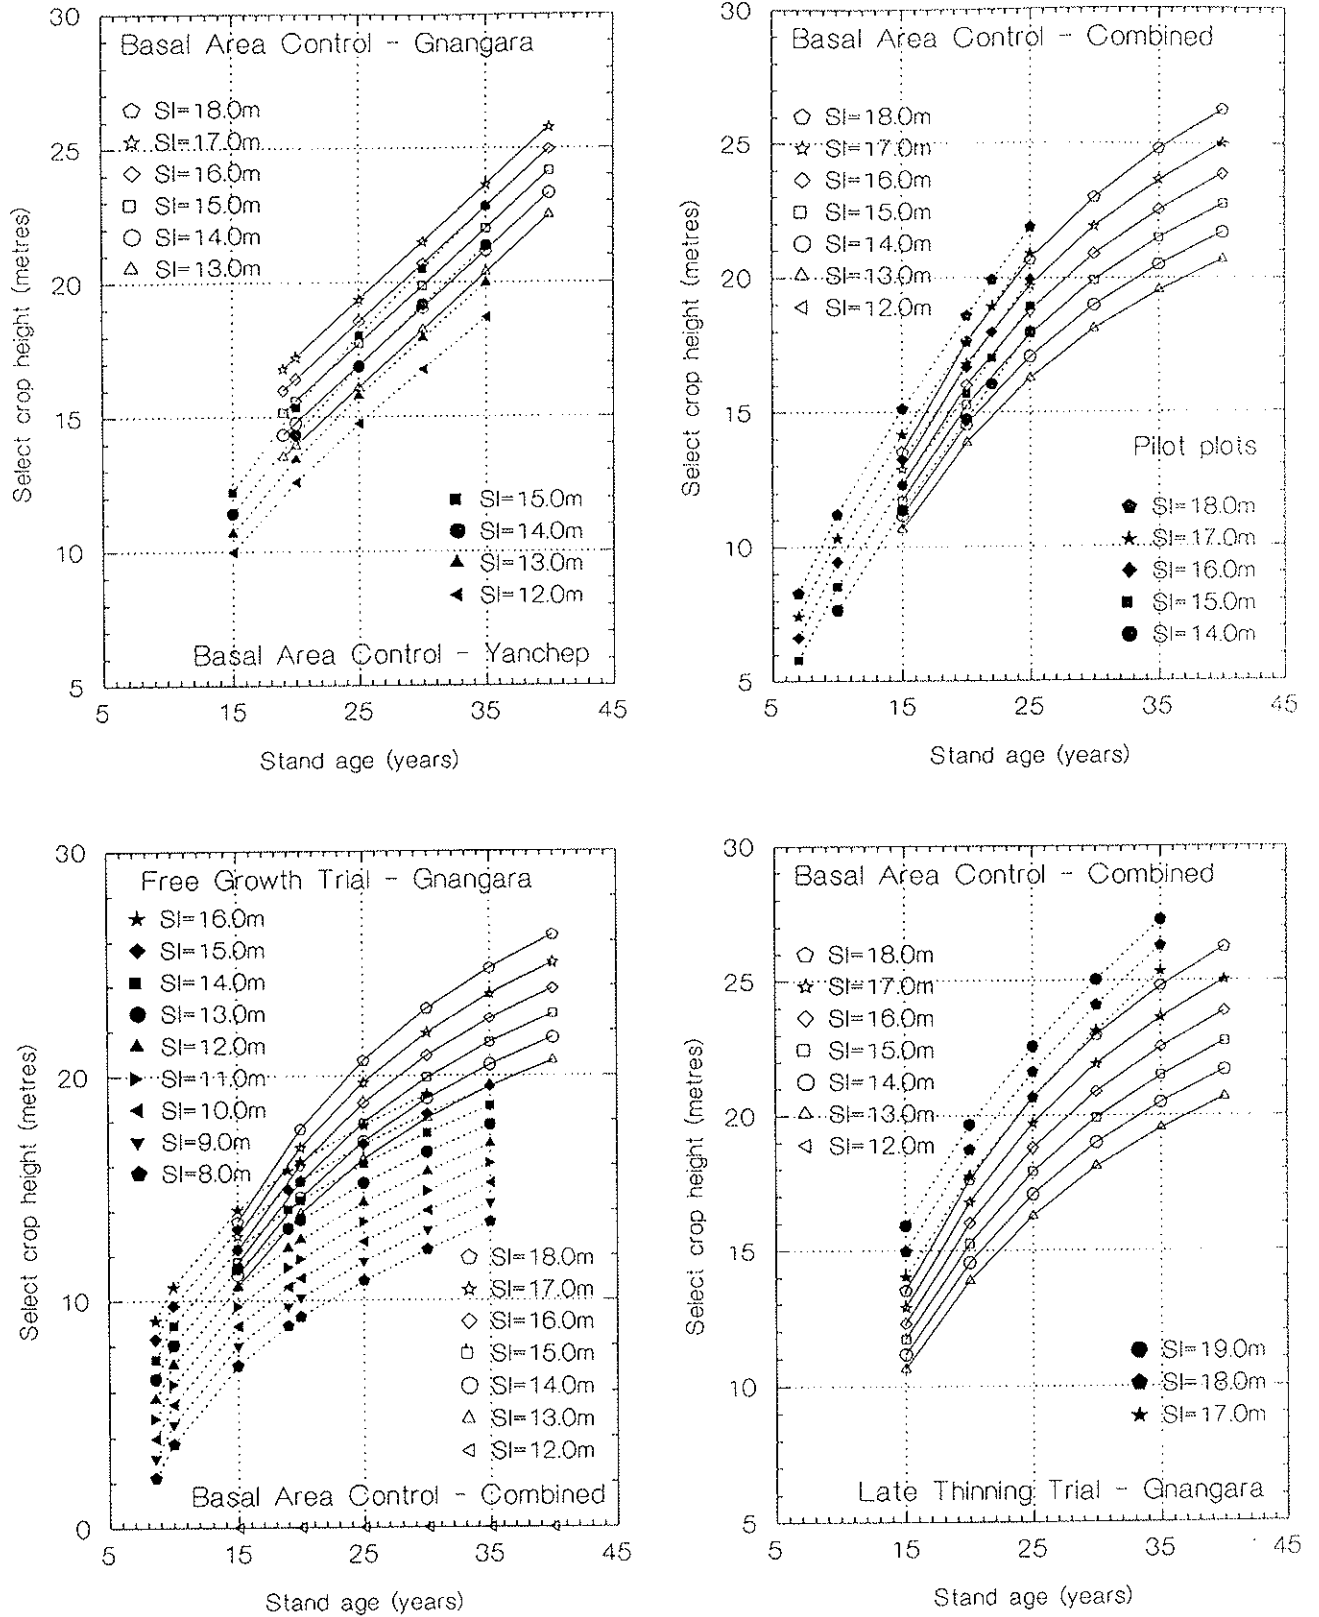 30
25
20
15
10
5
Select crop height (metres)
Basal Area Control - Gnangara
SI=18.0m
SI=17.0m
SI=16.0m
SI=15.0m
SI=14.0m
SI=13.0m
SI=15.0m
SI=14.0m
SI=13.0m
SI=12.0m
Basal Area Control - Yanchep
5 15 25 35 45
Stand age (years)
30
25
20
15
10
5
Select crop height (metres)
Basal Area Control - Combined
SI=18.0m
SI=17.0m
SI=16.0m
SI=15.0m
SI=14.0m
SI=13.0m
SI=12.0m
Pilot plots
SI=18.0m
SI=17.0m
SI=16.0m
SI=15.0m
SI=14.0m
5 15 25 35 45
Stand age (years)
30
20
10
0
Select crop height (metres)
Free Growth Trial - Gnangara
SI=16.0m
SI=15.0m
SI=14.0m
SI=13.0m
SI=12.0m
SI=11.0m
SI=10.0m
SI=9.0m
SI=8.0m
SI=18.0m
SI=17.0m
SI=16.0m
SI=15.0m
SI=14.0m
SI=13.0m
SI=12.0m
Basal Area Control - Combined
5 15 25 35 45
Stand age (years)
30
25
20
15
10
5
Select crop height (metres)
Basal Area Control - Combined
SI=18.0m
SI=17.0m
SI=16.0m
SI=15.0m
SI=14.0m
SI=13.0m
SI=12.0m
SI=19.0m
SI=18.0m
SI=17.0m
Late Thinning Trial - Gnangara
5 15 25 35 45
Stand age (years)